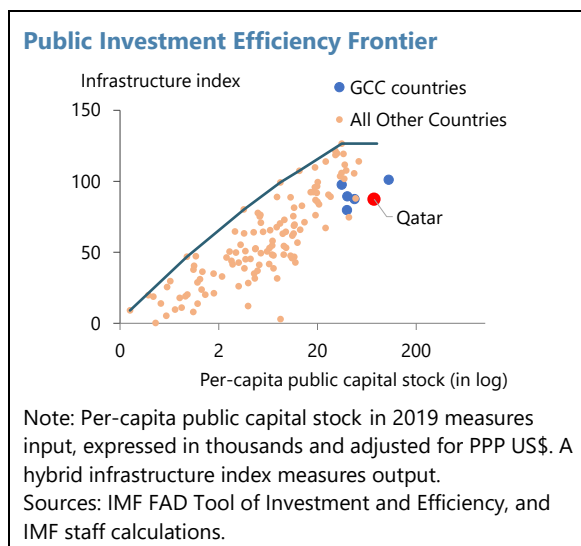 Public Investment Efficiency Frontier
Infrastructure index
GCC countries
All Other Countries
150
100
50
0
Qatar
0 2 20 200
Per-capita public capital stock (in log)
Note: Per-capita public capital stock in 2019 measures
input, expressed in thousands and adjusted for PPP US$. A
hybrid infrastructure index measures output.
Sources: IMF FAD Tool of Investment and Efficiency, and
IMF staff calculations.